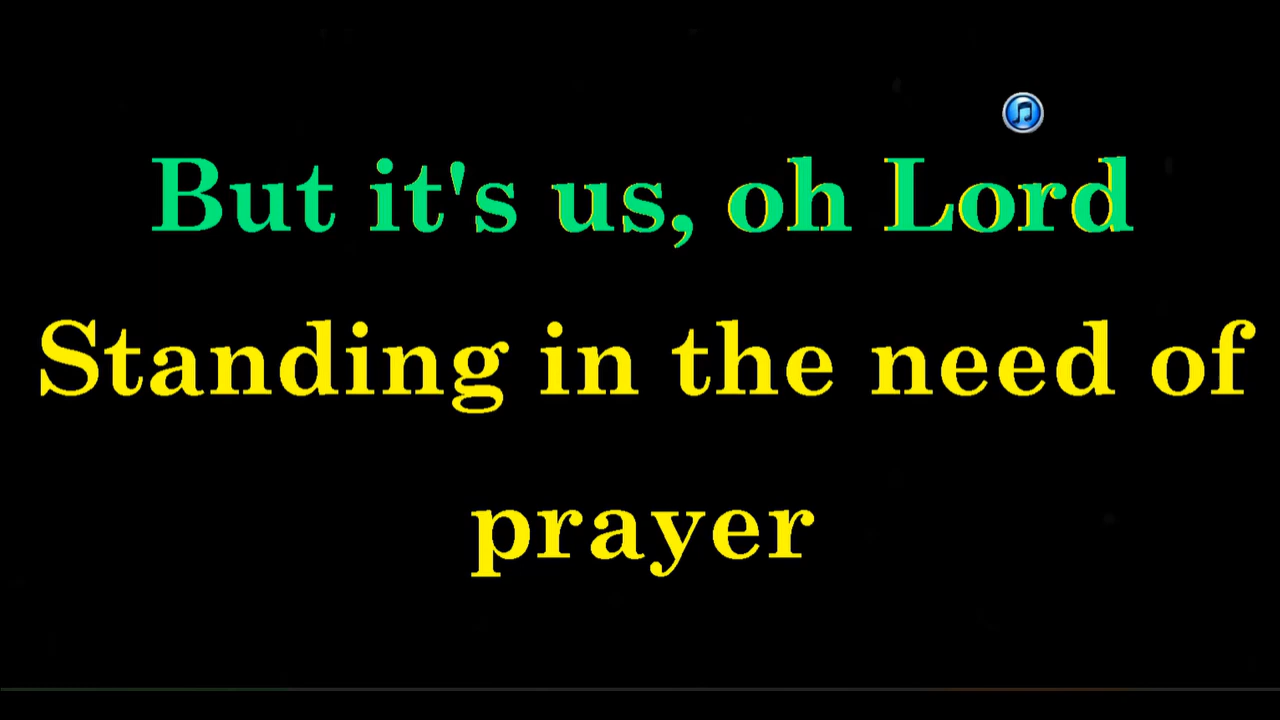 But it's us, oh Lord
Standing in the need of
prayer